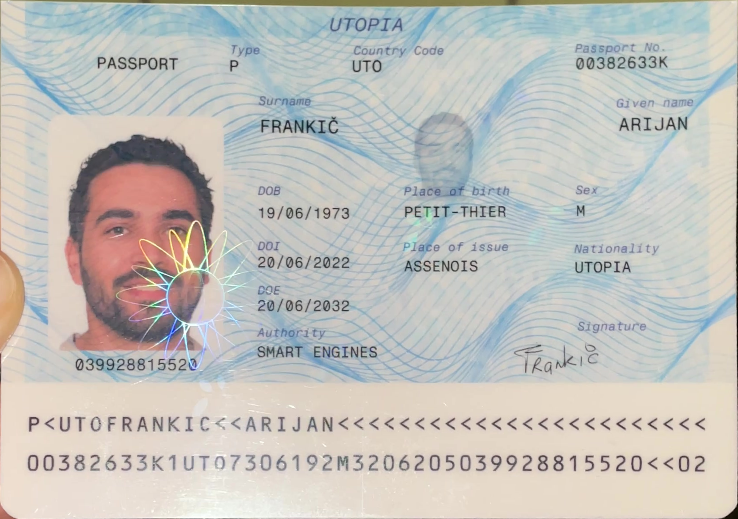 UTOPIA
PASSPORT
Type
P
Country Code
UTO
Passport No.
00382633K
Surname
FRANKIČ
Given name
ARIJAN
DOB
19/06/1973
Place of birth
PETIT-THIER
Sex
M
DOI
20/06/2022
Place of issue
ASSENOIS
Nationality
UTOPIA
DOE
20/06/2032
Authority
SMART ENGINES
Signature
Frankič
039928815520
P<UTOFRANKIC<<ARIJAN<<<<<<<<<<<<<<<<<<<<<<<<
00382633K1UTO7306192M3206205039928815520<<02